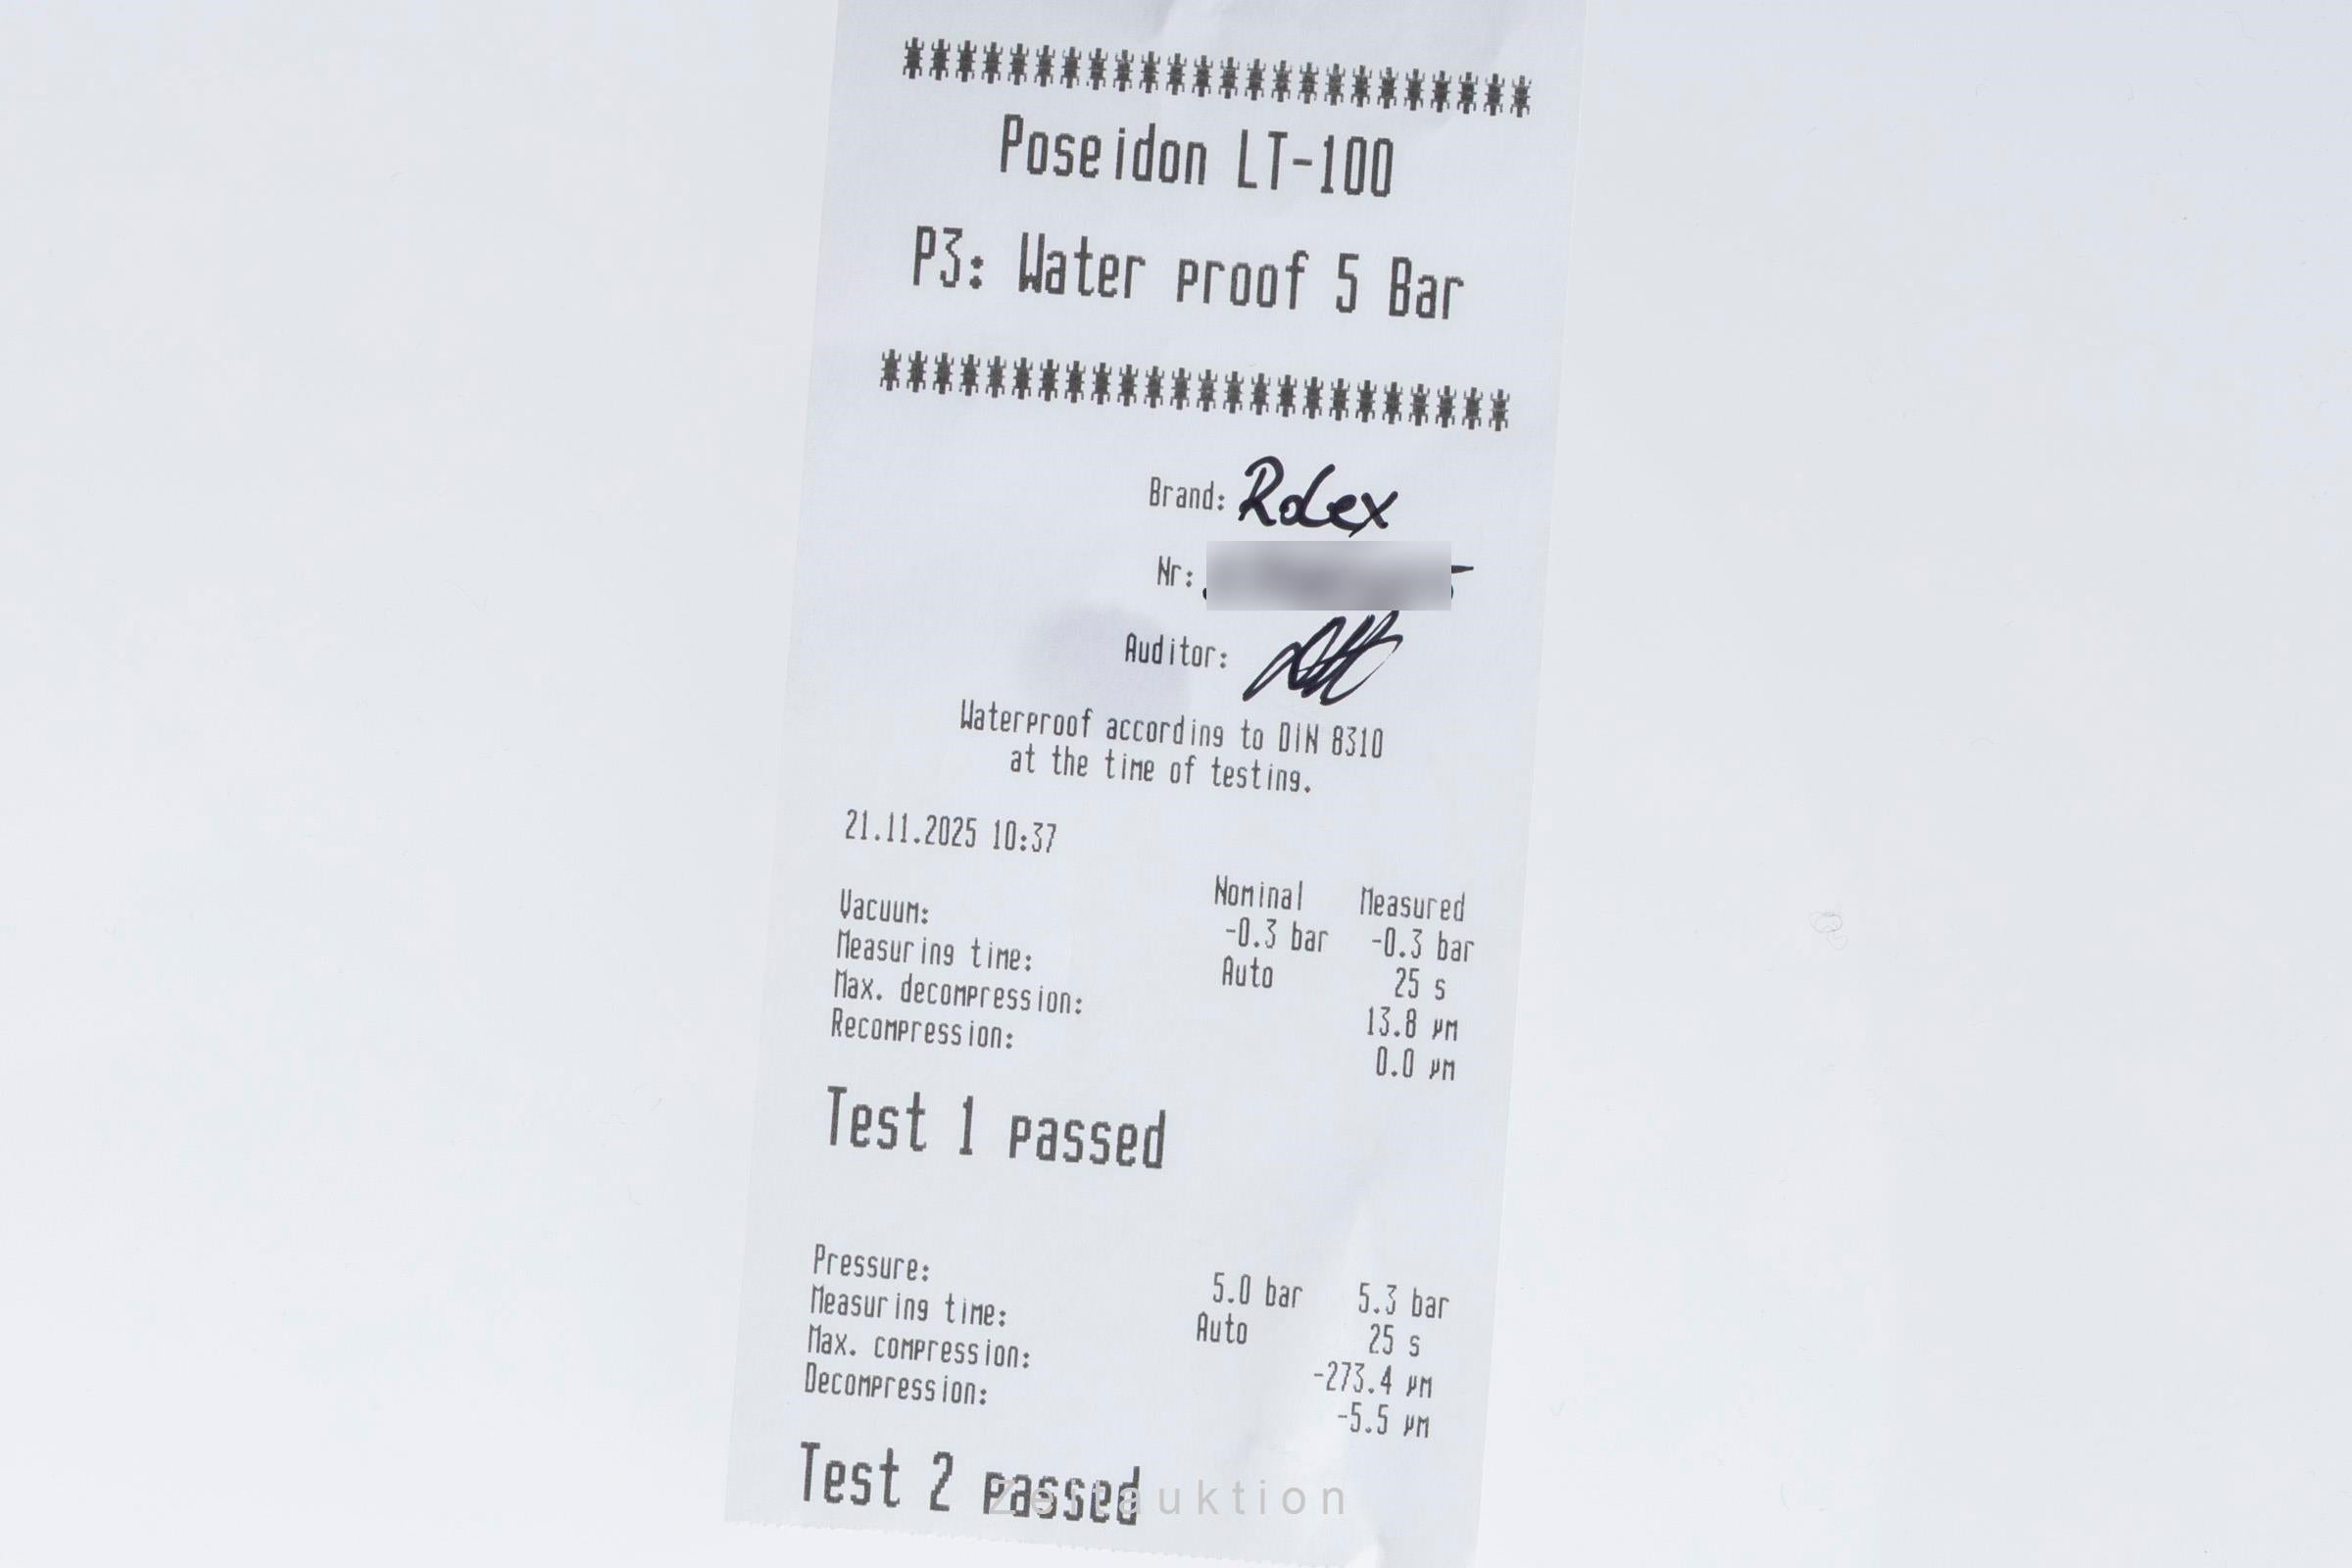 ************************
Poseidon LT-100
P3: Water proof 5 Bar
************************
Brand: Rolex
Nr:
Auditor:
Waterproof according to DIN 8310
at the time of testing.
21.11.2025 10:37
Nominal Measured
Vacuum: -0.3 bar -0.3 bar
Measuring time: Auto 25 s
Max. decompression: 13.8 µm
Recompression: 0.0 µm
Test 1 passed
Pressure: 5.0 bar 5.3 bar
Measuring time: Auto 25 s
Max. compression: -273.4 µm
Decompression: -5.5 µm
Test 2 passed
Zeitauktion